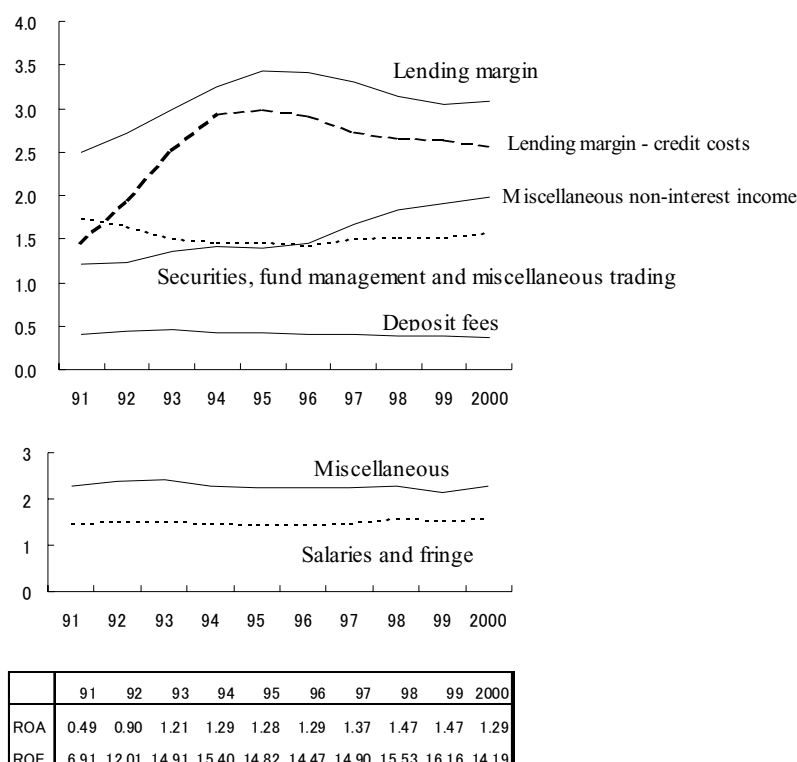 4.0
3.5
3.0
2.5
2.0
1.5
1.0
0.5
0.0
Lending margin
Lending margin - credit costs
Miscellaneous non-interest income
Securities, fund management and miscellaneous trading
Deposit fees
91 92 93 94 95 96 97 98 99 2000
3
2
1
0
Miscellaneous
Salaries and fringe
91 92 93 94 95 96 97 98 99 2000
91 92 93 94 95 96 97 98 99 2000
ROA 0.49 0.90 1.21 1.29 1.28 1.29 1.37 1.47 1.47 1.29
ROE 6.91 12.01 14.91 15.40 14.82 14.47 14.90 15.53 16.16 14.19